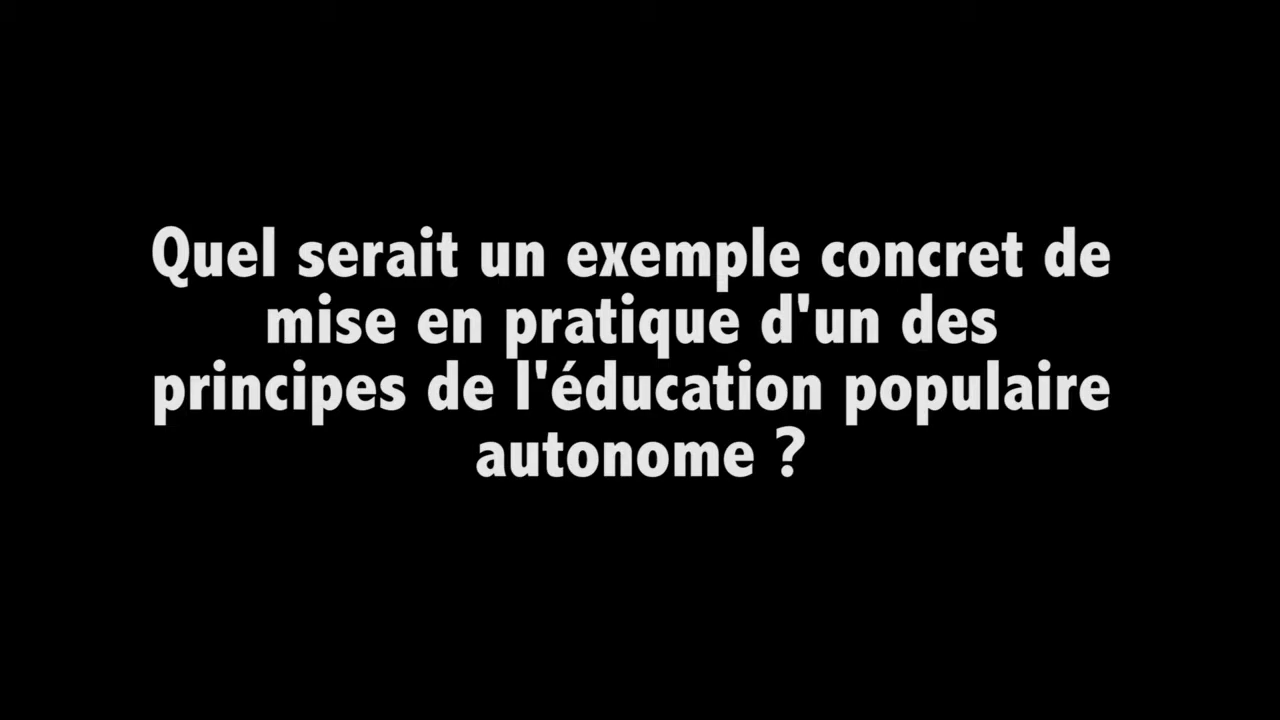 Quel serait un exemple concret de
mise en pratique d'un des
principes de l'éducation populaire
autonome ?